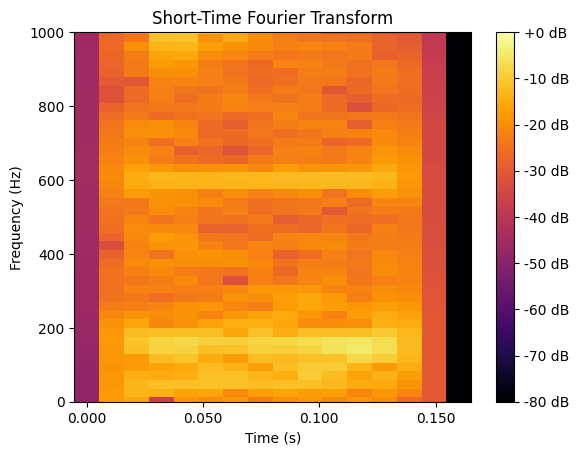 Short-Time Fourier Transform
Frequency (Hz)
1000
800
600
400
200
0
0.000
0.050
0.100
0.150
Time (s)
+0 dB
-10 dB
-20 dB
-30 dB
-40 dB
-50 dB
-60 dB
-70 dB
-80 dB